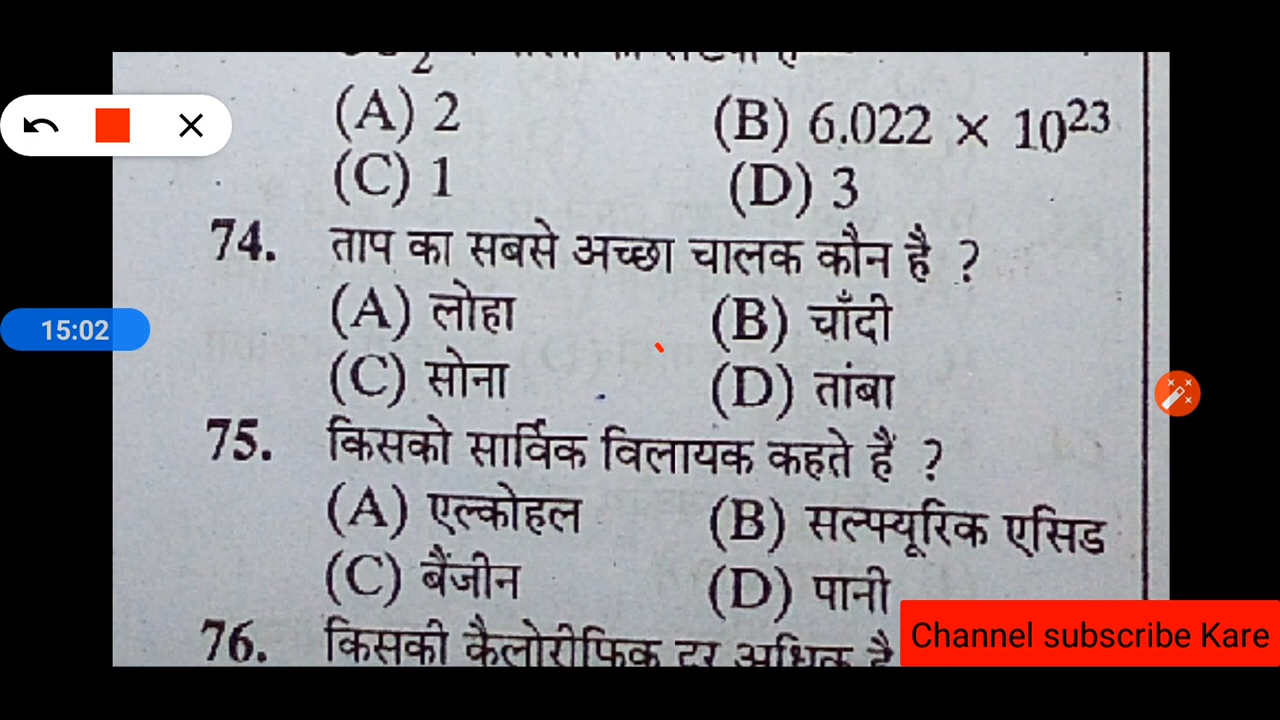 (A) 2 (B) 6.022 × 10²³
(C) 1 (D) 3
74. ताप का सबसे अच्छा चालक कौन है ?
(A) लोहा (B) चाँदी
15:02
(C) सोना (D) तांबा
75. किसको सार्विक विलायक कहते हैं ?
(A) एल्कोहल (B) सल्फ्यूरिक एसिड
(C) बैंजीन (D) पानी
76. किसकी कैलोरीफिक दर अधिक है
Channel subscribe Kare